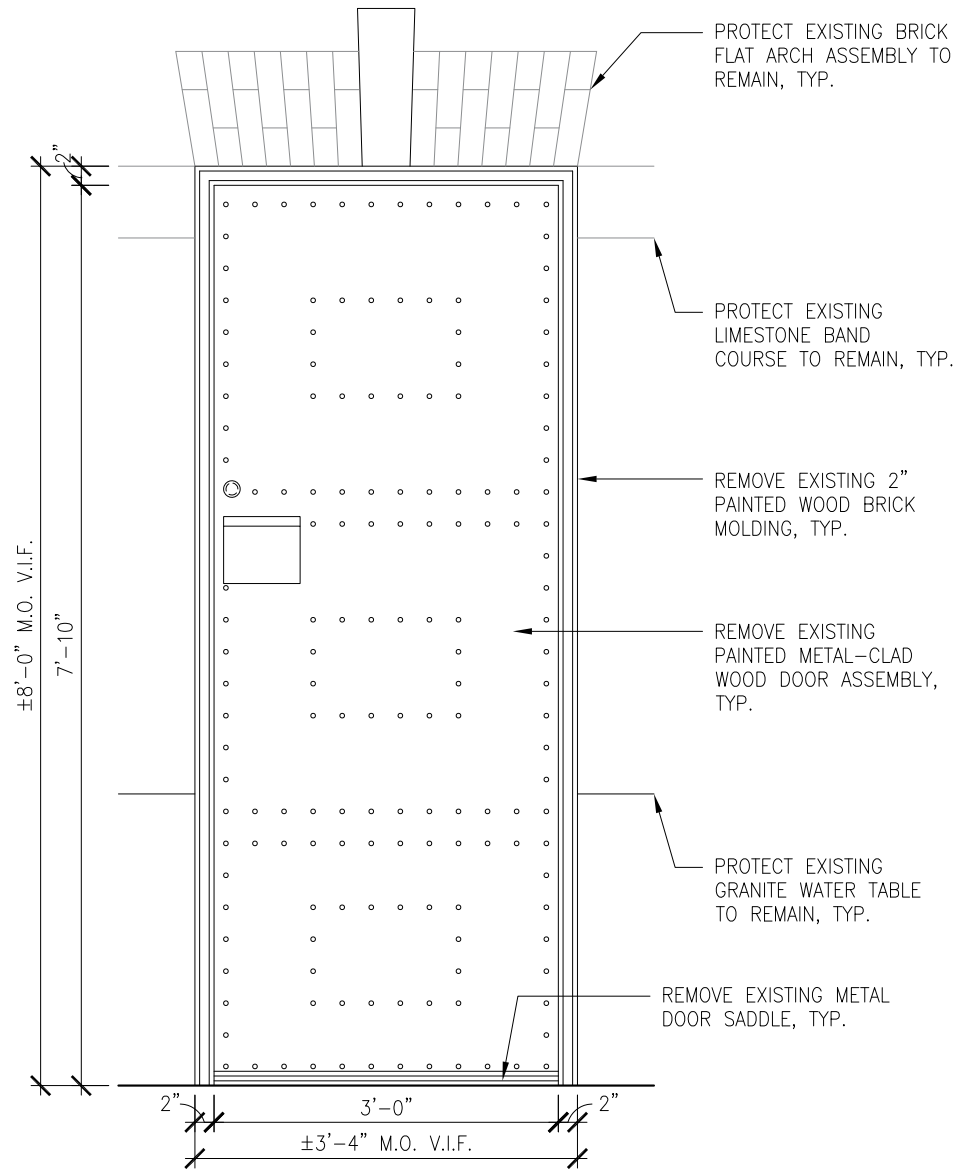 PROTECT EXISTING BRICK
FLAT ARCH ASSEMBLY TO
REMAIN, TYP.
2”
PROTECT EXISTING
LIMESTONE BAND
COURSE TO REMAIN, TYP.
REMOVE EXISTING 2”
PAINTED WOOD BRICK
MOLDING, TYP.
±8’-0” M.O. V.I.F.
7’-10”
REMOVE EXISTING
PAINTED METAL-CLAD
WOOD DOOR ASSEMBLY,
TYP.
PROTECT EXISTING
GRANITE WATER TABLE
TO REMAIN, TYP.
REMOVE EXISTING METAL
DOOR SADDLE, TYP.
2”
3’-0”
2”
±3’-4” M.O. V.I.F.